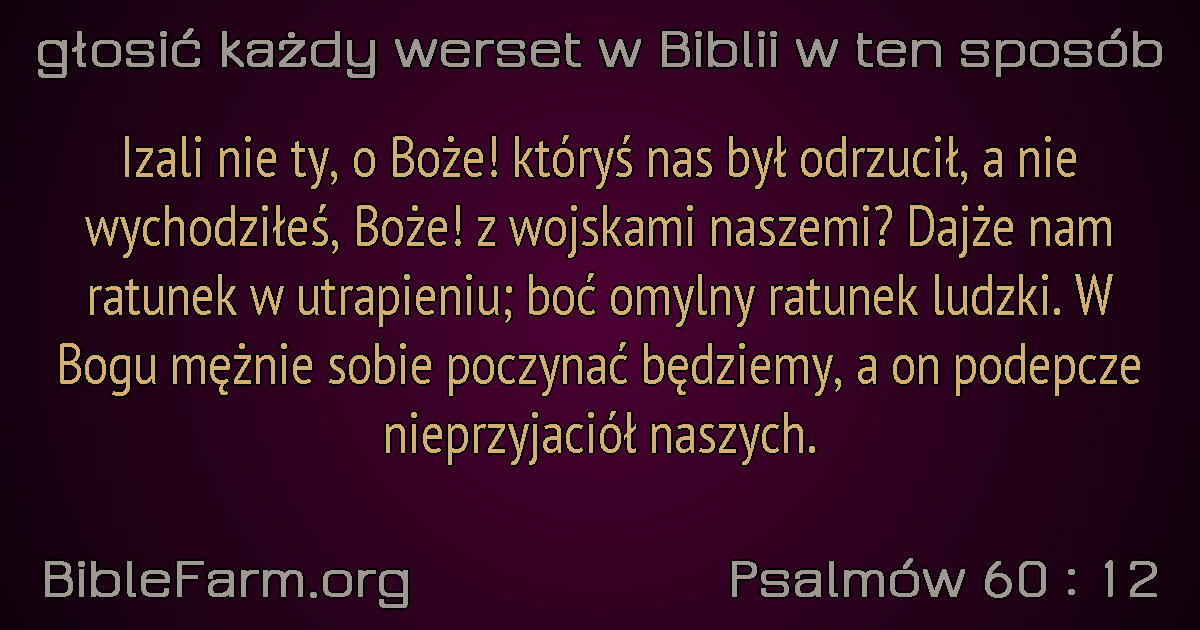 głosić każdy werset w Biblii w ten sposób
Izali nie ty, o Boże! któryś nas był odrzucił, a nie
wychodziłeś, Boże! z wojskami naszemi? Dajże nam
ratunek w utrapieniu; boć omylny ratunek ludzki. W
Bogu mężnie sobie poczynać będziemy, a on podepcze
nieprzyjaciół naszych.
BibleFarm.org
Psalmów 60 : 12